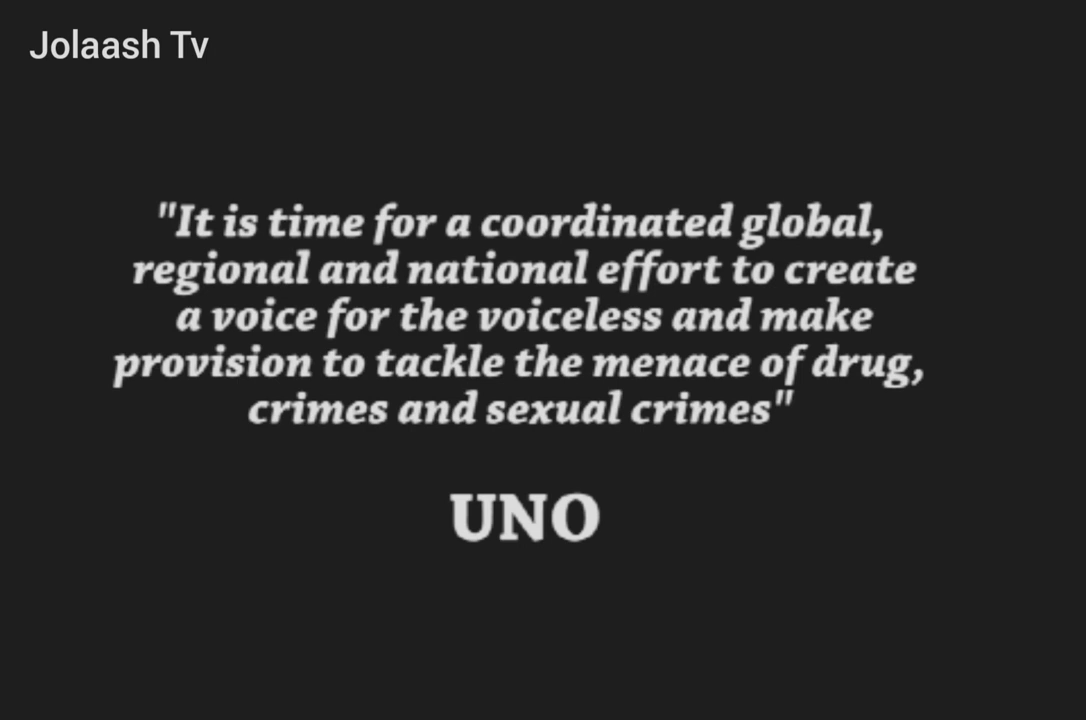 Jolaash Tv
"It is time for a coordinated global,
regional and national effort to create
a voice for the voiceless and make
provision to tackle the menace of drug,
crimes and sexual crimes"
UNO